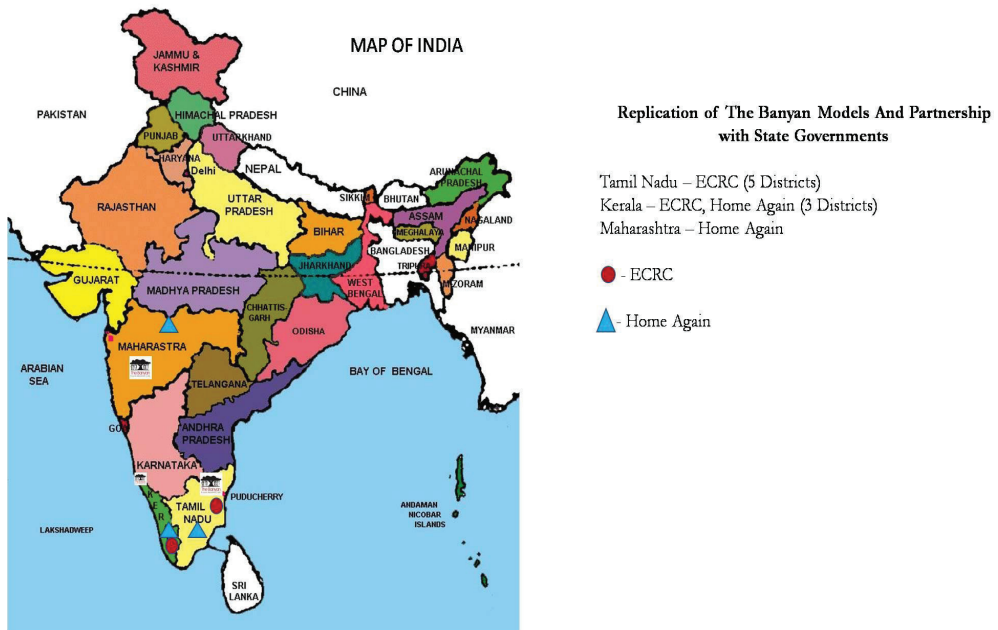 MAP OF INDIA
JAMMU &
KASHMIR
CHINA
PAKISTAN
HIMACHAL PRADESH
PUNJAB
UTTARKHAND
HARYANA
Delhi
NEPAL
ARUNACHAL
PRADESH
SIKKIM
BHUTAN
RAJASTHAN
UTTAR
PRADESH
ASSAM
NAGALAND
BIHAR
MEGHALAYA
BANGLADESH
MANIPUR
JHARKHAND
TRIPURA
GUJARAT
WEST
BENGAL
MIZORAM
MADHYA PRADESH
CHHATTIS
GARH
ODISHA
MYANMAR
MAHARASTRA
ARABIAN
SEA
BAY OF BENGAL
TELANGANA
GOA
ANDHRA
PRADESH
KARNATAKA
PUDUCHERRY
K
E
R
TAMIL
NADU
ANDAMAN
NICOBAR
ISLANDS
LAKSHADWEEP
SRI
LANKA
Replication of The Banyan Models And Partnership
with State Governments
Tamil Nadu – ECRC (5 Districts)
Kerala – ECRC, Home Again (3 Districts)
Maharashtra – Home Again
- ECRC
- Home Again